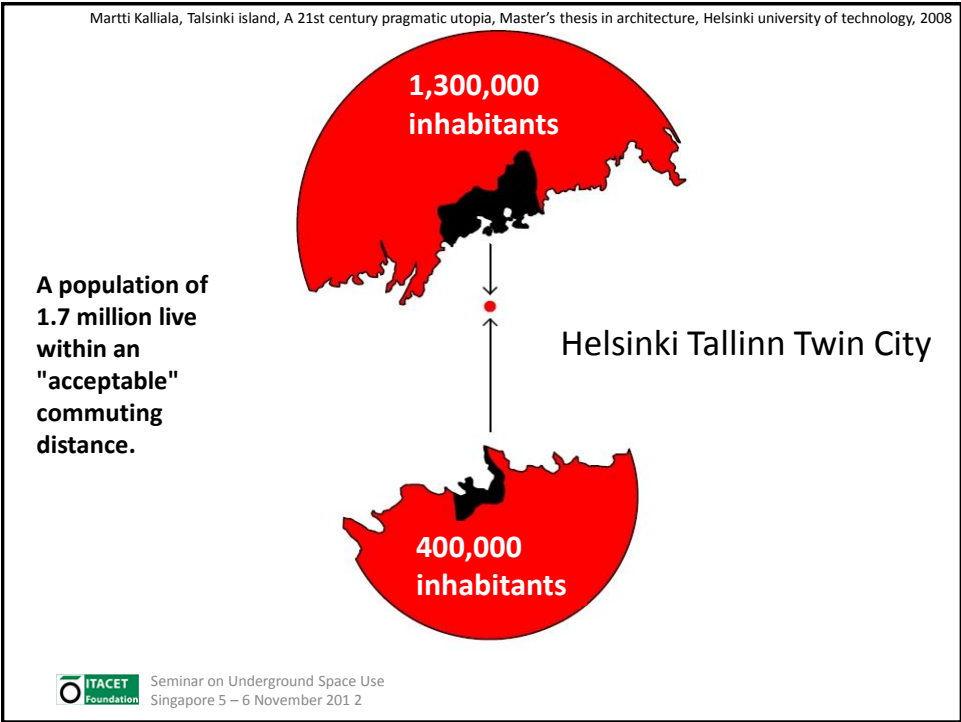 Martti Kalliala, Talsinki island, A 21st century pragmatic utopia, Master's thesis in architecture, Helsinki university of technology, 2008
1,300,000
inhabitants
A population of
1.7 million live
within an
"acceptable"
commuting
distance.
Helsinki Tallinn Twin City
400,000
inhabitants
ITACET
Foundation
Seminar on Underground Space Use
Singapore 5 – 6 November 201 2